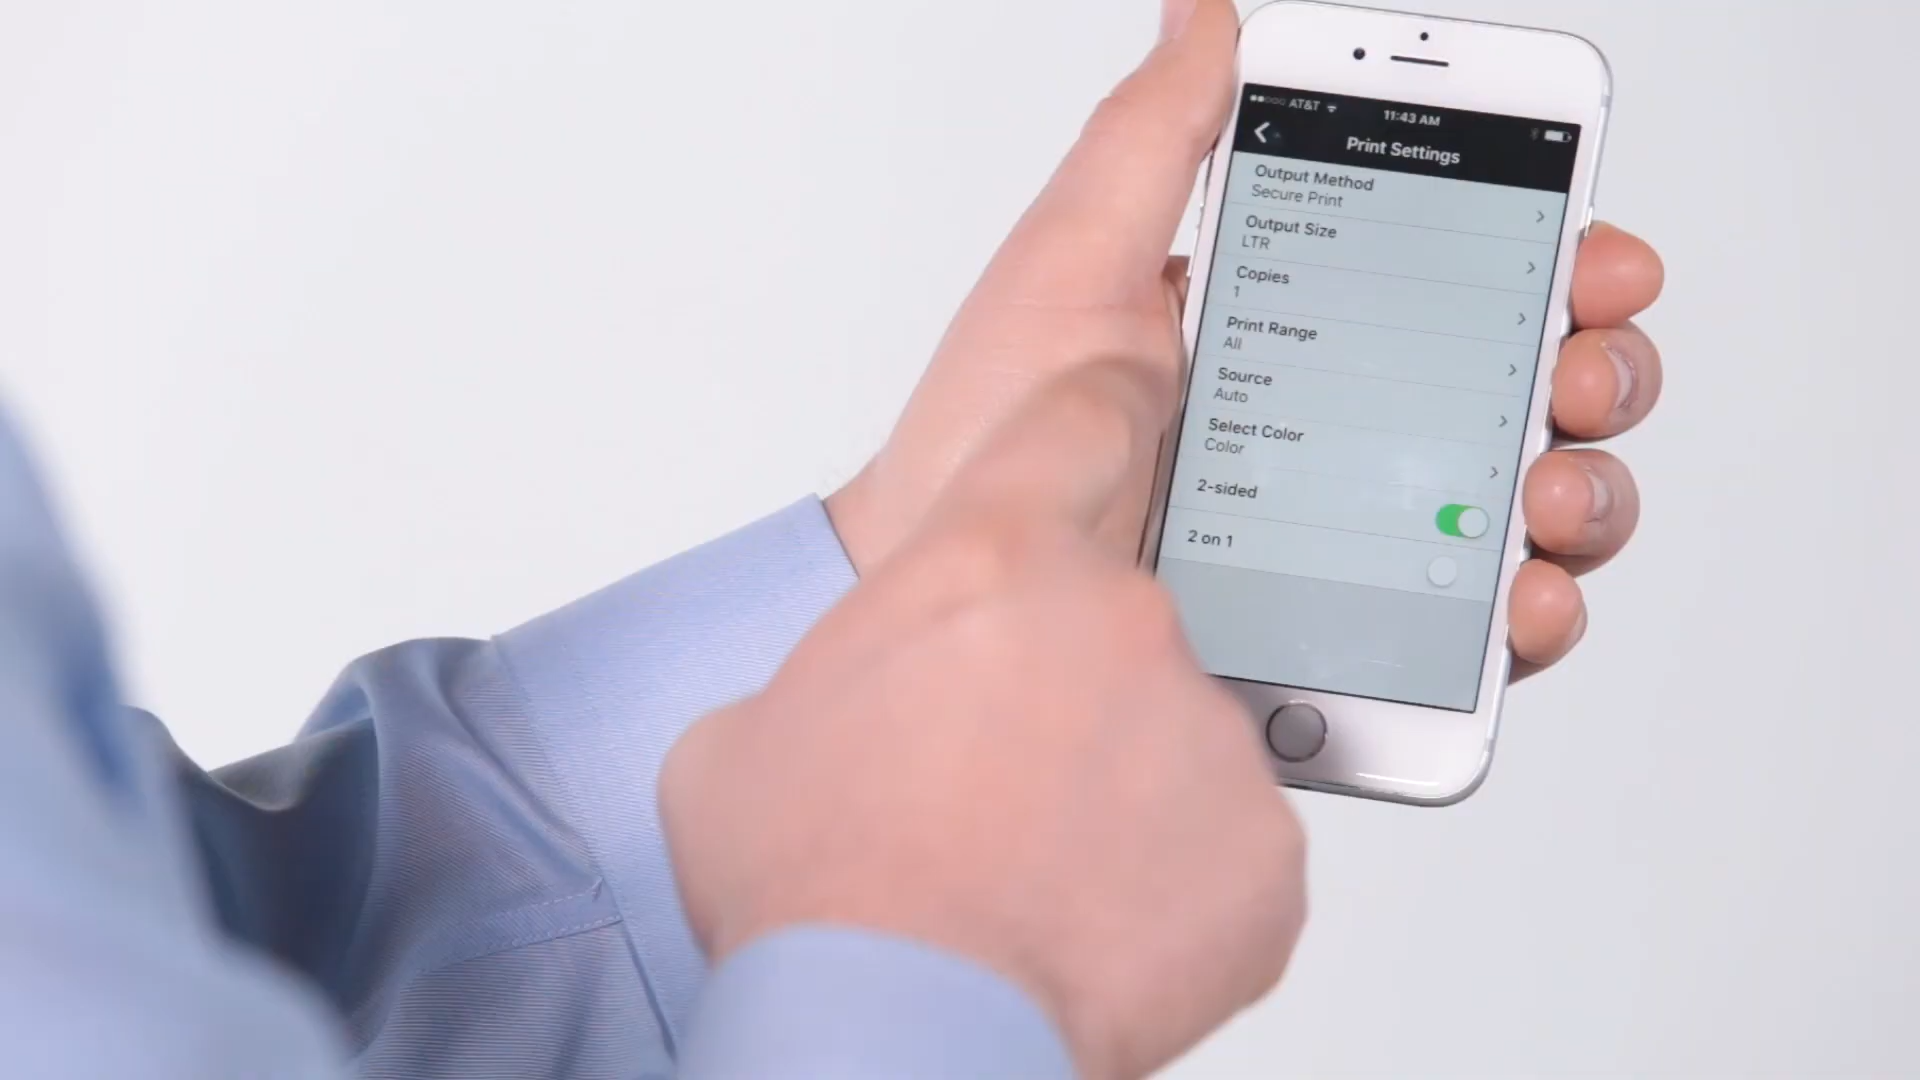 AT&T
11:43 AM
Print Settings
Output Method
Secure Print
Output Size
LTR
Copies
1
Print Range
All
Source
Auto
Select Color
Color
2-sided
2 on 1